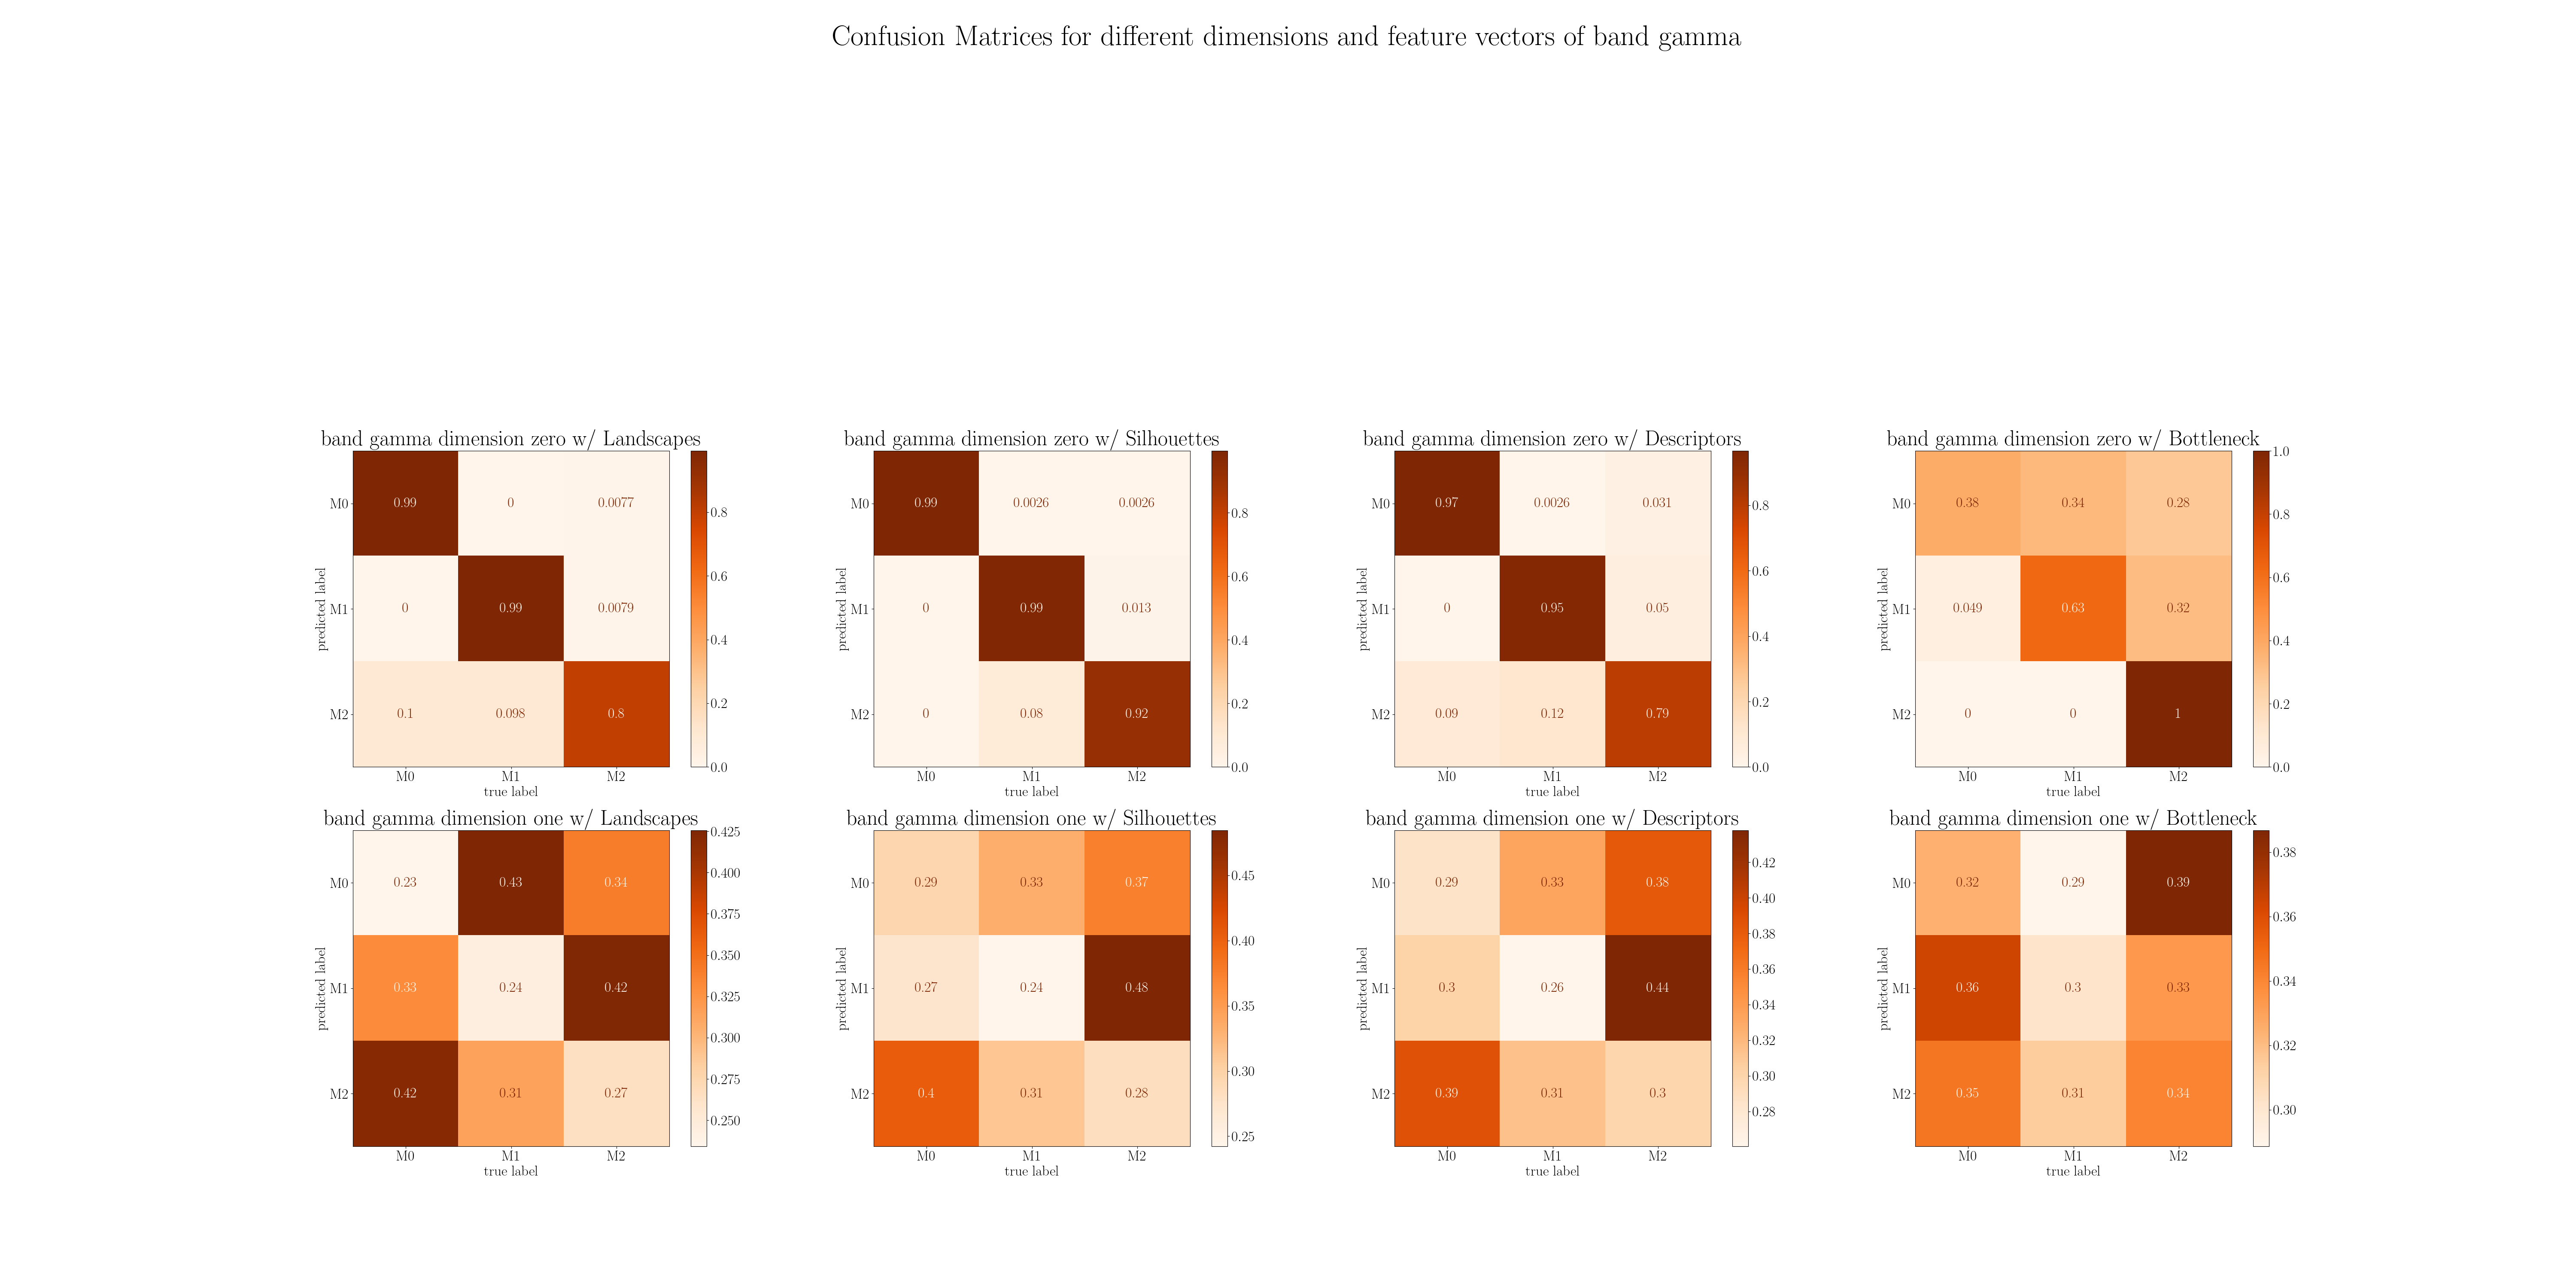 Confusion Matrices for different dimensions and feature vectors of band gamma
band gamma dimension zero w/ Landscapes
predicted label
M0 0.99 0 0.0077
M1 0 0.99 0.0079
M2 0.1 0.098 0.8
M0 M1 M2
true label
0.8
0.6
0.4
0.2
0.0
band gamma dimension zero w/ Silhouettes
predicted label
M0 0.99 0.0026 0.0026
M1 0 0.99 0.013
M2 0 0.08 0.92
M0 M1 M2
true label
0.8
0.6
0.4
0.2
0.0
band gamma dimension zero w/ Descriptors
predicted label
M0 0.97 0.0026 0.031
M1 0 0.95 0.05
M2 0.09 0.12 0.79
M0 M1 M2
true label
0.8
0.6
0.4
0.2
0.0
band gamma dimension zero w/ Bottleneck
predicted label
M0 0.38 0.34 0.28
M1 0.049 0.63 0.32
M2 0 0 1
M0 M1 M2
true label
1.0
0.8
0.6
0.4
0.2
0.0
band gamma dimension one w/ Landscapes
predicted label
M0 0.23 0.43 0.34
M1 0.33 0.24 0.42
M2 0.42 0.31 0.27
M0 M1 M2
true label
0.425
0.400
0.375
0.350
0.325
0.300
0.275
0.250
band gamma dimension one w/ Silhouettes
predicted label
M0 0.29 0.33 0.37
M1 0.27 0.24 0.48
M2 0.4 0.31 0.28
M0 M1 M2
true label
0.45
0.40
0.35
0.30
0.25
band gamma dimension one w/ Descriptors
predicted label
M0 0.29 0.33 0.38
M1 0.3 0.26 0.44
M2 0.39 0.31 0.3
M0 M1 M2
true label
0.42
0.40
0.38
0.36
0.34
0.32
0.30
0.28
band gamma dimension one w/ Bottleneck
predicted label
M0 0.32 0.29 0.39
M1 0.36 0.3 0.33
M2 0.35 0.31 0.34
M0 M1 M2
true label
0.38
0.36
0.34
0.32
0.30